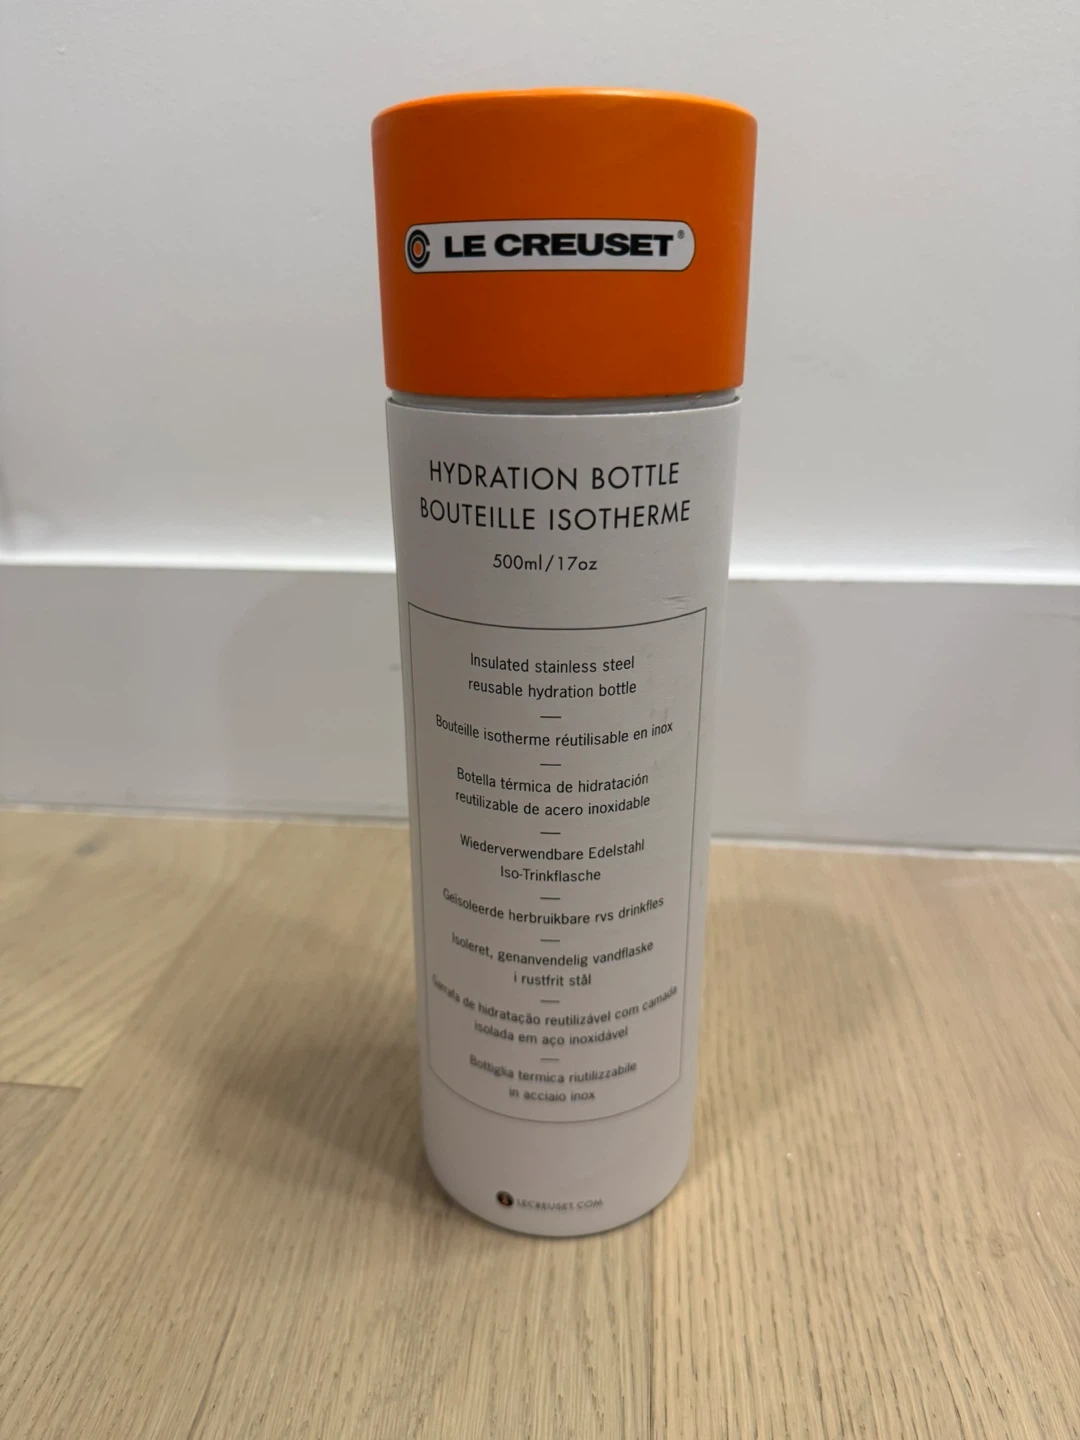 LE CREUSET®
HYDRATION BOTTLE
BOUTEILLE ISOTHERME
500ml/17oz
Insulated stainless steel
reusable hydration bottle
Bouteille isotherme réutilisable en inox
Botella térmica de hidratación
reutilizable de acero inoxidable
Wiederverwendbare Edelstahl
Iso-Trinkflasche
Geïsoleerde herbruikbare rvs drinkfles
Isoleret, genanvendelig vandflaske
i rustfrit stål
Garrafa de hidratação reutilizável com camada
isolada em aço inoxidável
Bottiglia termica riutilizzabile
in acciaio inox
LECREUSET.COM